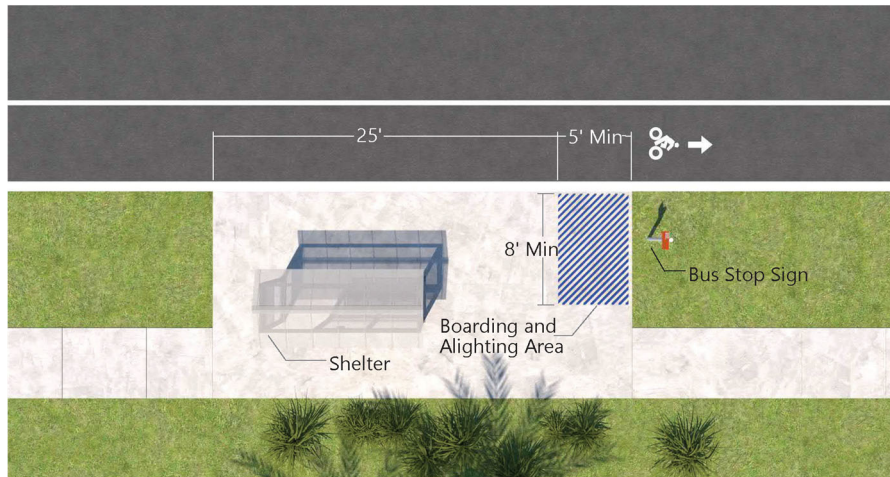 25'
5' Min
8' Min
Bus Stop Sign
Boarding and
Alighting Area
Shelter